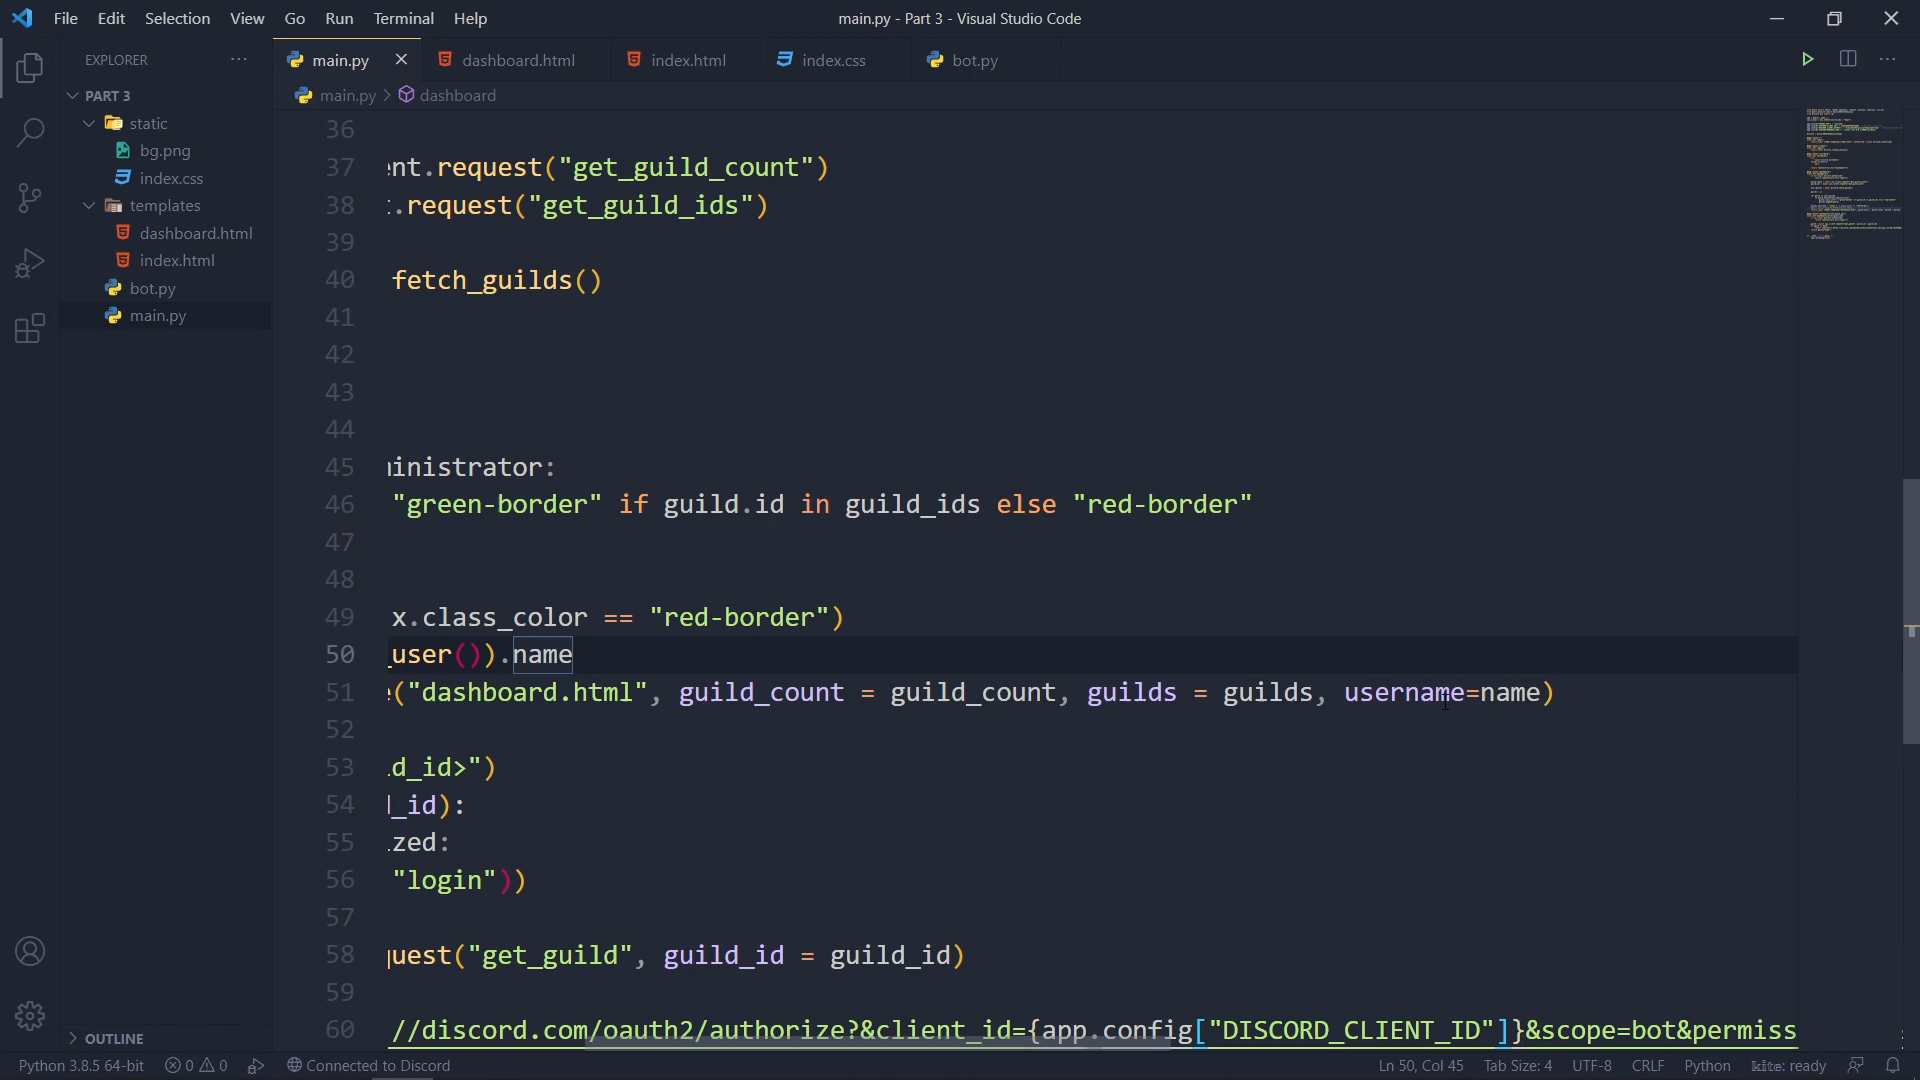 File Edit Selection View Go Run Terminal Help
main.py - Part 3 - Visual Studio Code
EXPLORER
main.py
dashboard.html
index.html
index.css
bot.py
PART 3
static
bg.png
index.css
templates
dashboard.html
index.html
bot.py
main.py
OUTLINE
main.py > dashboard
36
37 ent.request("get_guild_count")
38 t.request("get_guild_ids")
39
40 fetch_guilds()
41
42
43
44
45 ministrator:
46 "green-border" if guild.id in guild_ids else "red-border"
47
48
49 x.class_color == "red-border")
50 _user()).name
51 e("dashboard.html", guild_count = guild_count, guilds = guilds, username=name)
52
53 d_id>")
54 d_id):
55 zed:
56 "login"))
57
58 quest("get_guild", guild_id = guild_id)
59
60 //discord.com/oauth2/authorize?&client_id={app.config["DISCORD_CLIENT_ID"]}&scope=bot&permiss
Python 3.8.5 64-bit 0 0 Connected to Discord Ln 50, Col 45 Tab Size: 4 UTF-8 CRLF Python kite: ready